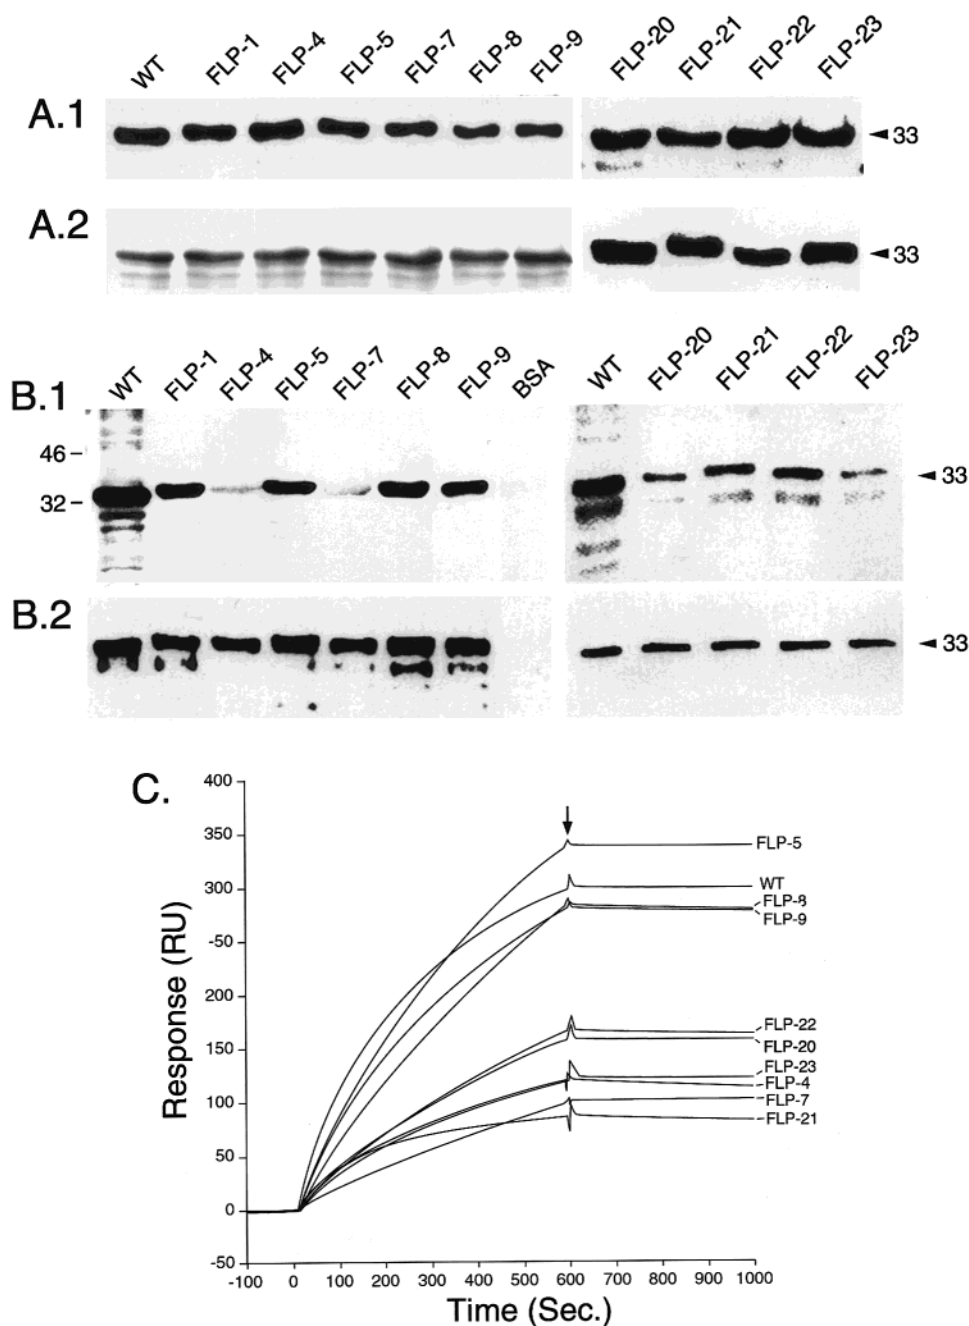 WT FLP-1 FLP-4 FLP-5 FLP-7 FLP-8 FLP-9 FLP-20 FLP-21 FLP-22 FLP-23
A.1
33
A.2
33
WT FLP-1 FLP-4 FLP-5 FLP-7 FLP-8 FLP-9 BSA WT FLP-20 FLP-21 FLP-22 FLP-23
B.1
46
32
33
B.2
33
C.
400
350
300
-50
200
150
100
50
0
-50
Response (RU)
FLP-5
WT
FLP-8
FLP-9
FLP-22
FLP-20
FLP-23
FLP-4
FLP-7
FLP-21
-100 0 100 200 300 400 500 600 700 800 900 1000
Time (Sec.)